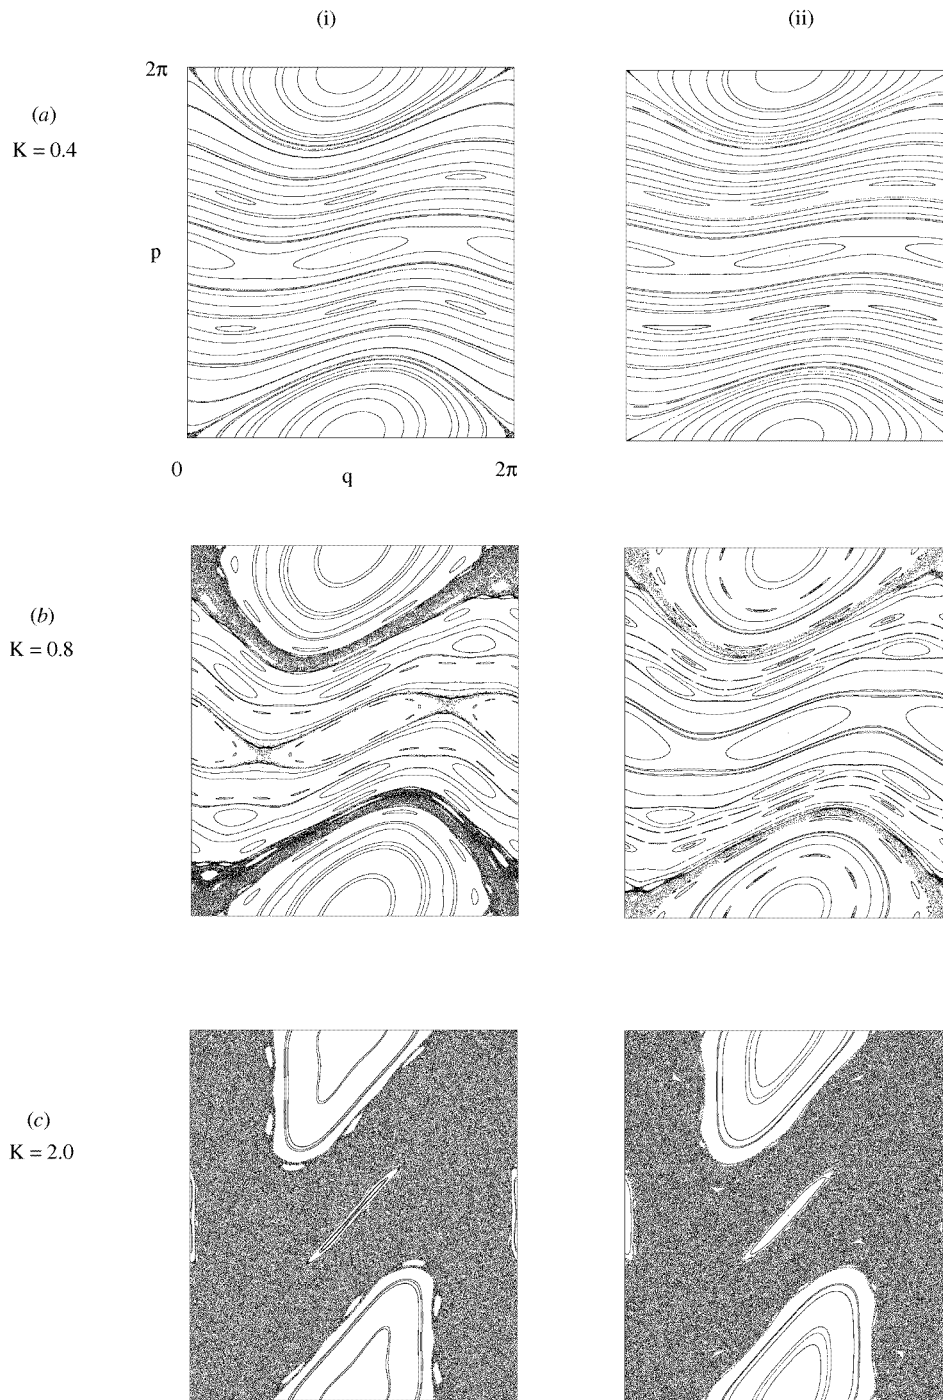 (i)
(ii)
2π
(a)
K = 0.4
p
0
q
2π
(b)
K = 0.8
(c)
K = 2.0